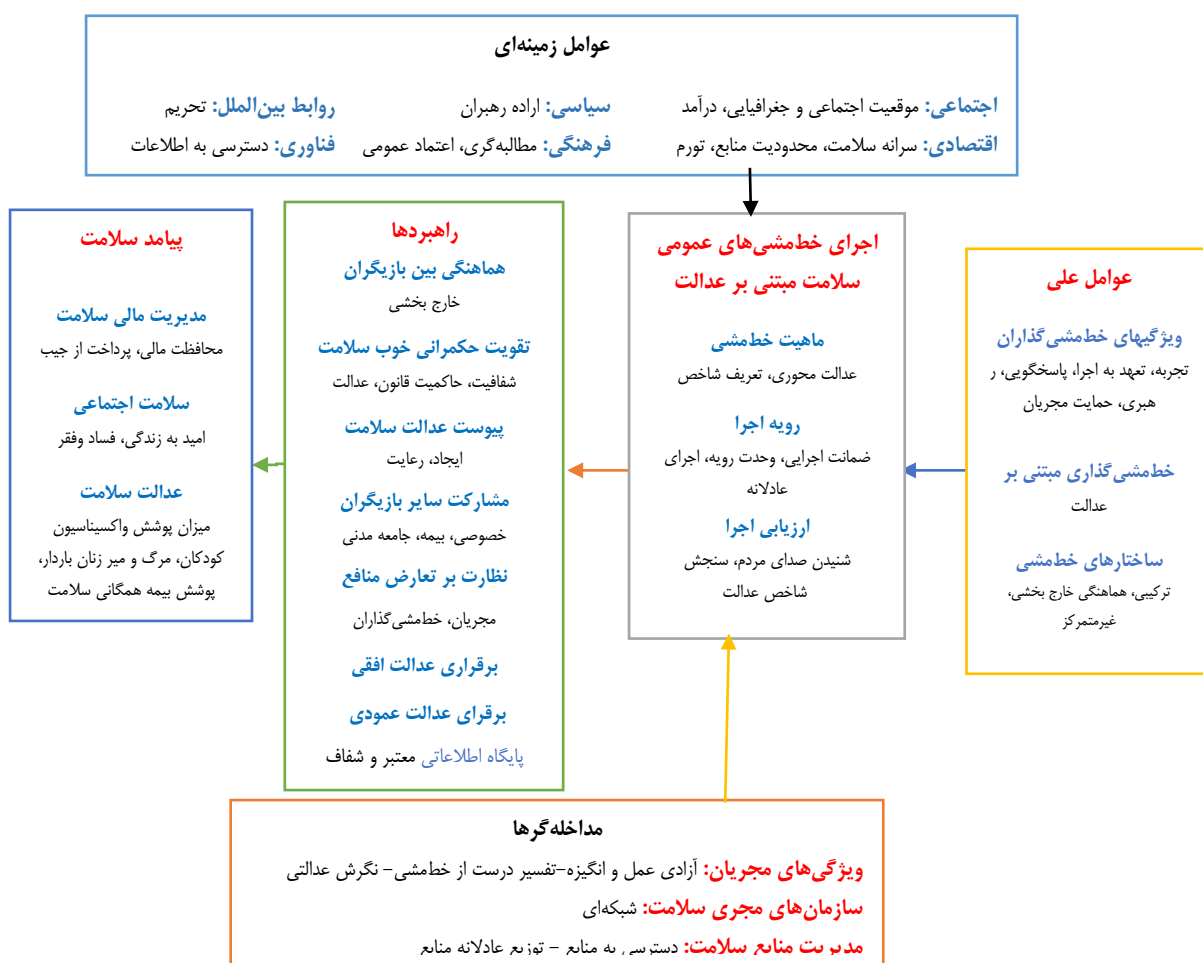 عوامل زمینه‌ای
اجتماعی: موقعیت اجتماعی و جغرافیایی، درآمد
سیاسی: اراده رهبران
روابط بین‌الملل: تحریم
اقتصادی: سرانه سلامت، محدودیت منابع، تورم
فرهنگی: مطالبه‌گری، اعتماد عمومی
فناوری: دسترسی به اطلاعات
عوامل علی
ویژگیهای خط‌مشی‌گذاران
تجربه، تعهد به اجرا، پاسخگویی، ر
هبری، حمایت مجریان
خط‌مشی‌گذاری مبتنی بر
عدالت
ساختارهای خط‌مشی
ترکیبی، هماهنگی خارج بخشی،
غیرمتمرکز
اجرای خط‌مشی‌های عمومی
سلامت مبتنی بر عدالت
ماهیت خط‌مشی
عدالت محوری، تعریف شاخص
رویه اجرا
ضمانت اجرایی، وحدت رویه، اجرای
عادلانه
ارزیابی اجرا
شنیدن صدای مردم، سنجش
شاخص عدالت
راهبردها
هماهنگی بین بازیگران
خارج بخشی
تقویت حکمرانی خوب سلامت
شفافیت، حاکمیت قانون، عدالت
پیوست عدالت سلامت
ایجاد، رعایت
مشارکت سایر بازیگران
خصوصی، بیمه، جامعه مدنی
نظارت بر تعارض منافع
مجریان، خط‌مشی‌گذاران
برقراری عدالت افقی
برقرای عدالت عمودی
پایگاه اطلاعاتی معتبر و شفاف
پیامد سلامت
مدیریت مالی سلامت
محافظت مالی، پرداخت از جیب
سلامت اجتماعی
امید به زندگی، فساد وفقر
عدالت سلامت
میزان پوشش واکسیناسیون
کودکان، مرگ و میر زنان باردار،
پوشش بیمه همگانی سلامت
مداخله‌گرها
ویژگی‌های مجریان: آزادی عمل و انگیزه–تفسیر درست از خط‌مشی– نگرش عدالتی
سازمان‌های مجری سلامت: شبکه‌ای
مدیریت منابع سلامت: دسترسی به منابع – توزیع عادلانه منابع